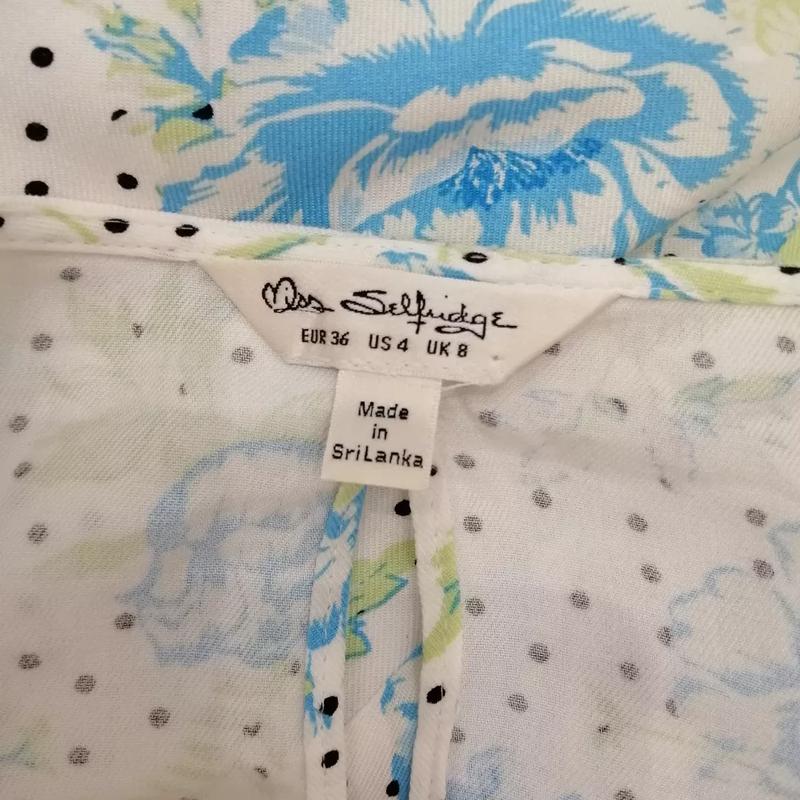 Miss Selfridge
EUR 36 US 4 UK 8
Made
in
SriLanka